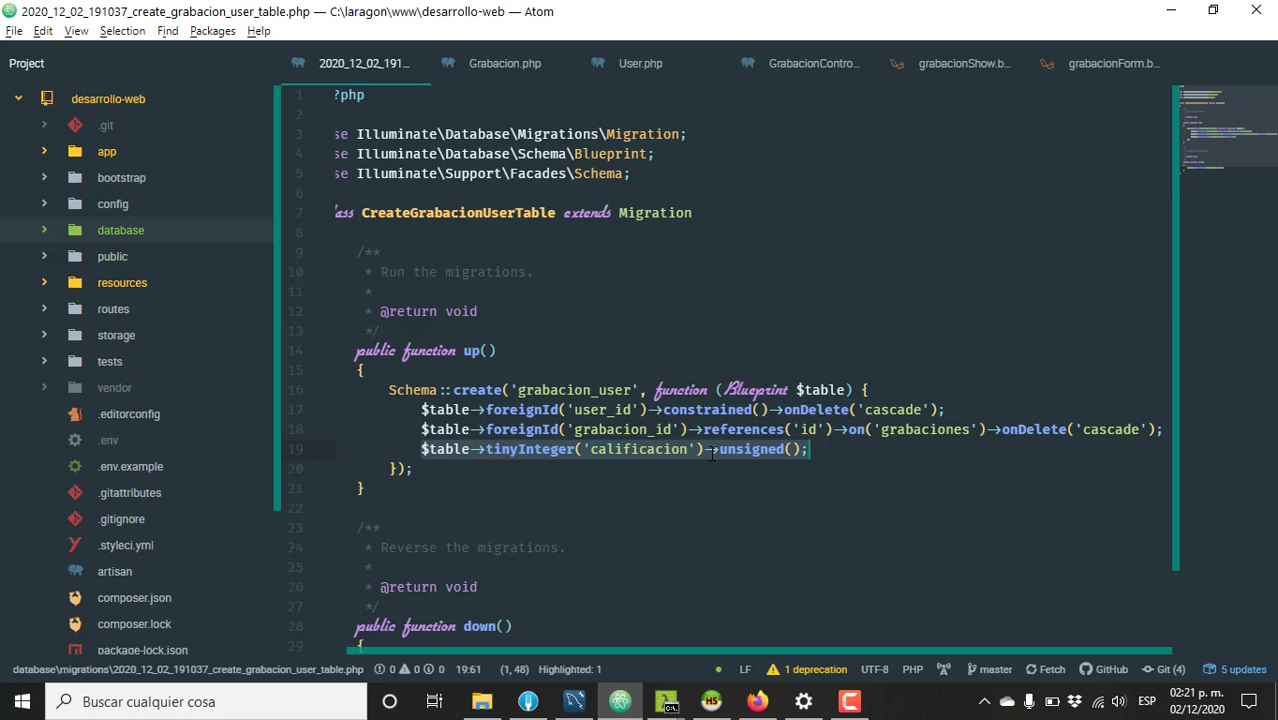 2020_12_02_191037_create_grabacion_user_table.php — C:\laragon\www\desarrollo-web — Atom
File Edit View Selection Find Packages Help
Project
2020_12_02_191... Grabacion.php User.php GrabacionContro... grabacionShow.b... grabacionForm.b...
desarrollo-web
.git
app
bootstrap
config
database
public
resources
routes
storage
tests
vendor
.editorconfig
.env
.env.example
.gitattributes
.gitignore
.styleci.yml
artisan
composer.json
composer.lock
package-lock.json
1 ?php
2
3 se Illuminate\Database\Migrations\Migration;
4 se Illuminate\Database\Schema\Blueprint;
5 se Illuminate\Support\Facades\Schema;
6
7 ass CreateGrabacionUserTable extends Migration
8
9 /**
10 * Run the migrations.
11 *
12 * @return void
13 */
14 public function up()
15 {
16 Schema::create('grabacion_user', function (Blueprint $table) {
17 $table->foreignId('user_id')->constrained()->onDelete('cascade');
18 $table->foreignId('grabacion_id')->references('id')->on('grabaciones')->onDelete('cascade');
19 $table->tinyInteger('calificacion')->unsigned();
20 });
21 }
22
23 /**
24 * Reverse the migrations.
25 *
26 * @return void
27 */
28 public function down()
29 {
database\migrations\2020_12_02_191037_create_grabacion_user_table.php 0 0 0 19:61 (1, 48) Highlighted: 1 LF 1 deprecation UTF-8 PHP master Fetch GitHub Git (4) 5 updates
Buscar cualquier cosa
C:\_
HS
ESP
02:21 p. m.
02/12/2020